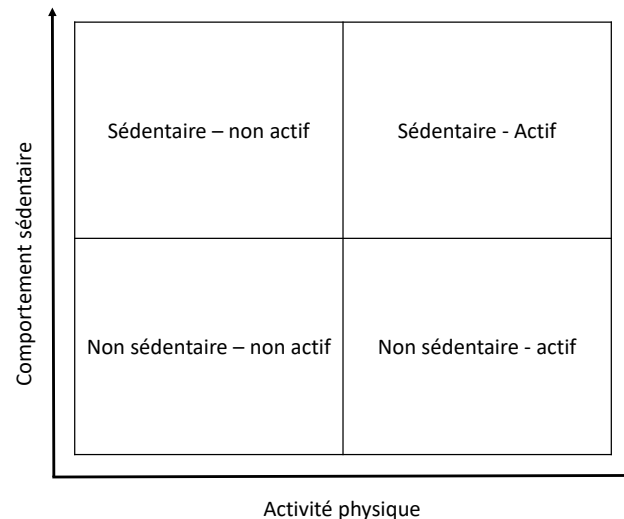 Comportement sédentaire
Sédentaire – non actif
Sédentaire - Actif
Non sédentaire – non actif
Non sédentaire - actif
Activité physique